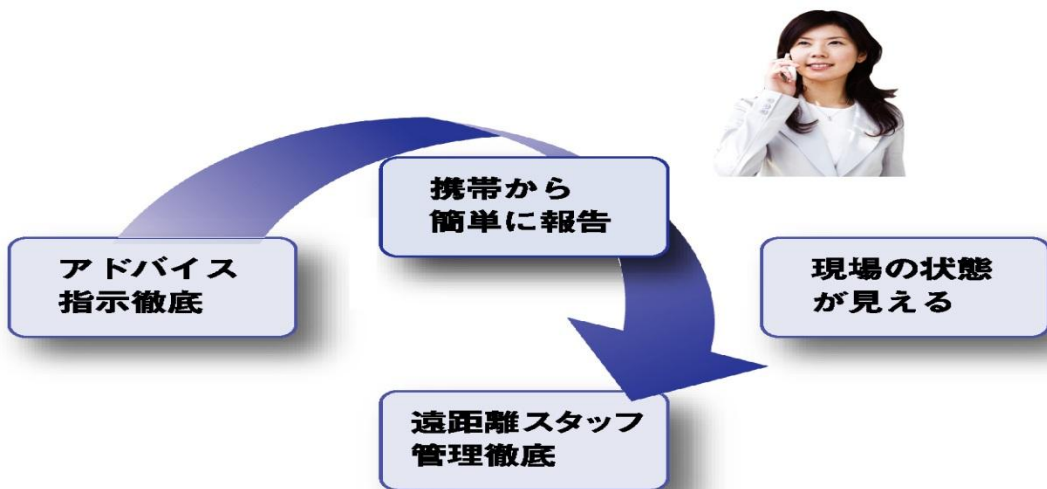 携帯から
簡単に報告
アドバイス
指示徹底
現場の状態
が見える
遠距離スタッフ
管理徹底